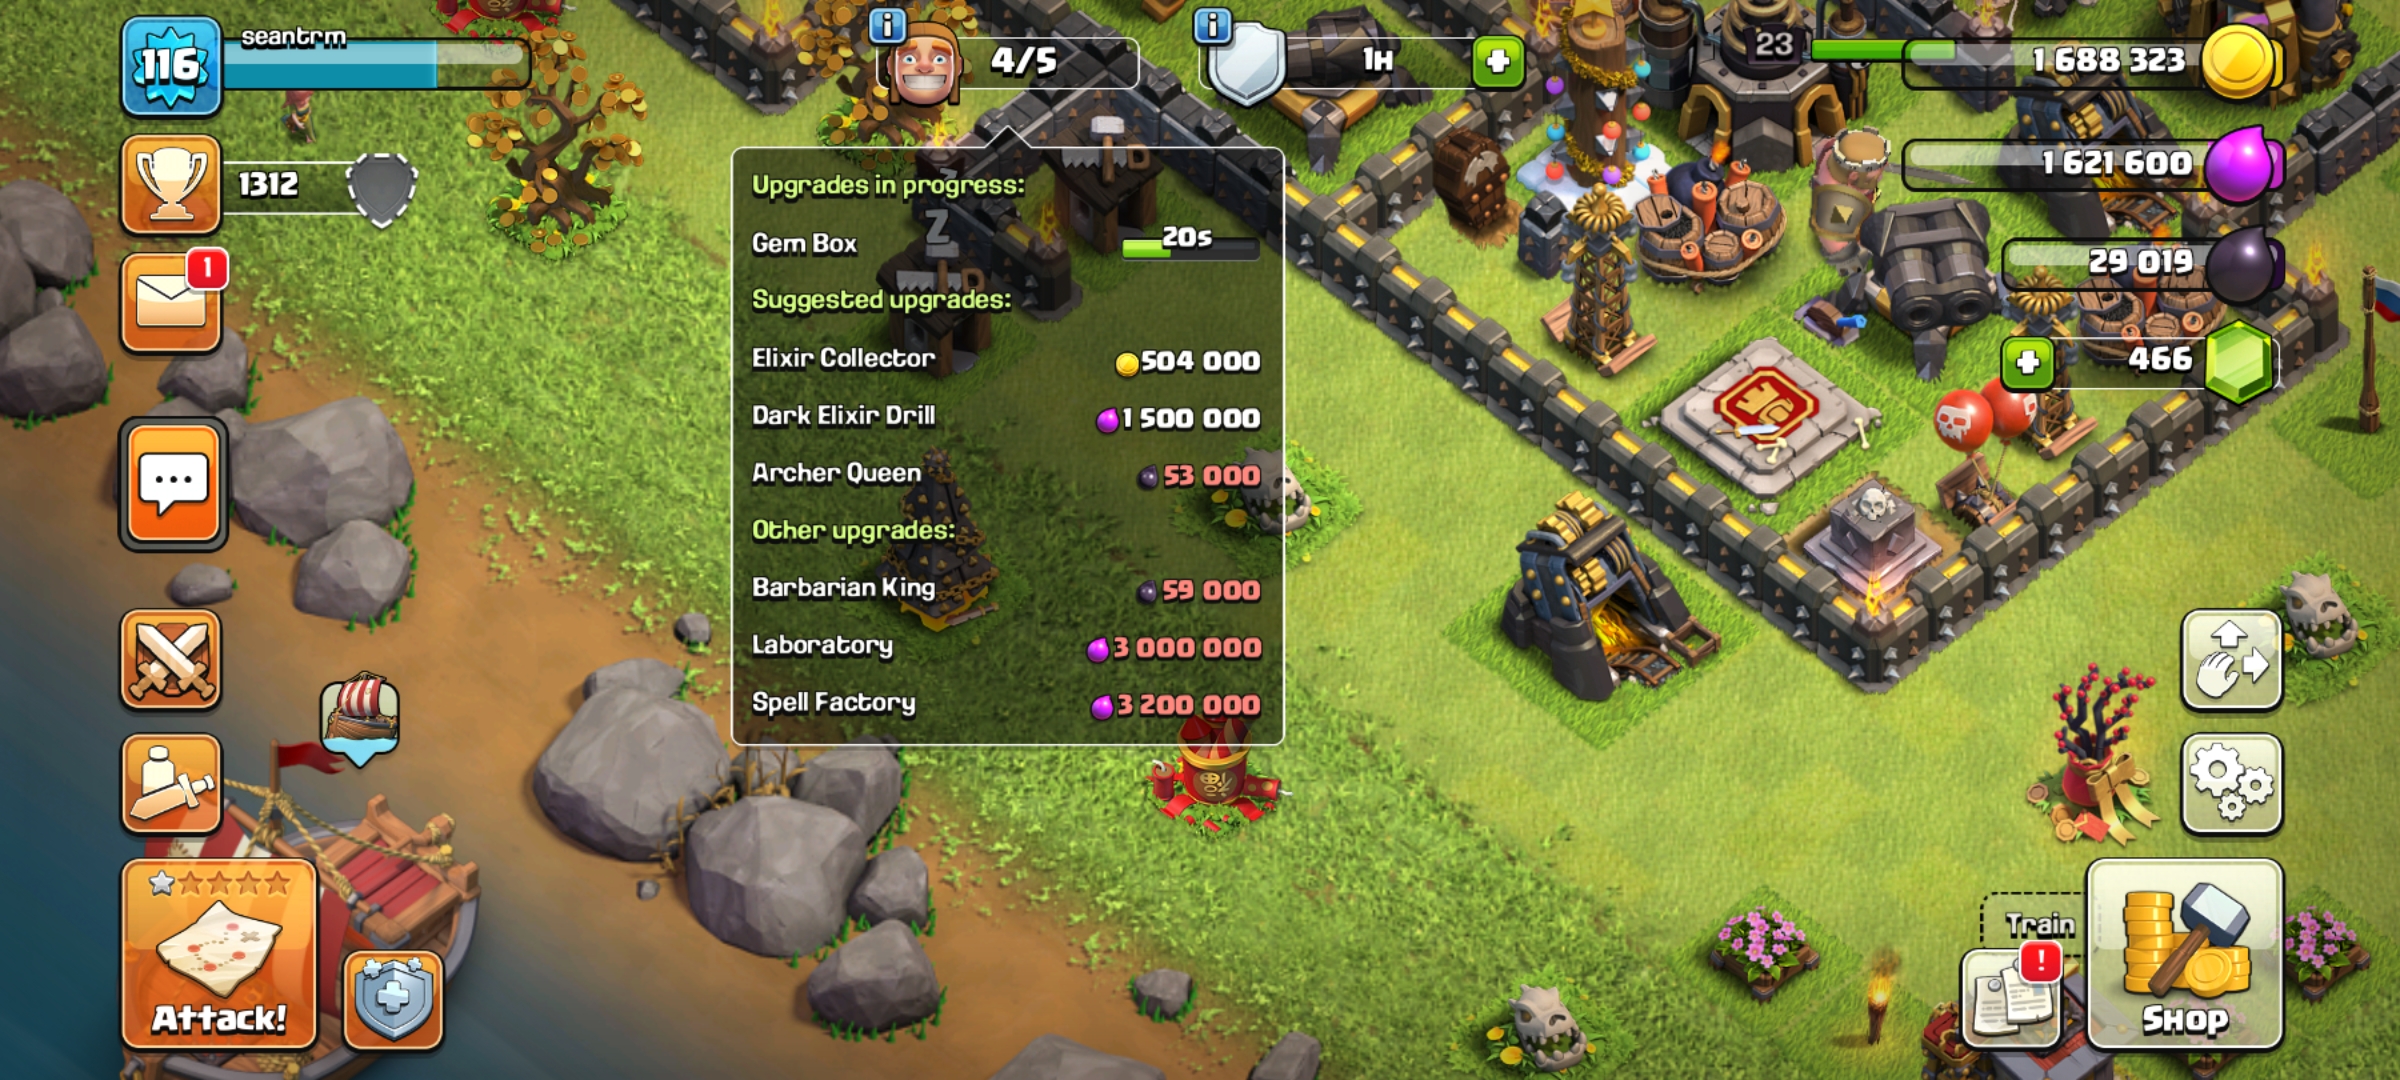 116
seantrm
4/5
1H
23
1 688 323
1312
1 621 600
1
Upgrades in progress:
Gem Box 20s
Suggested upgrades:
Elixir Collector 504 000
Dark Elixir Drill 1 500 000
Archer Queen 53 000
Other upgrades:
Barbarian King 59 000
Laboratory 3 000 000
Spell Factory 3 200 000
29 019
466
Attack!
Train
!
Shop